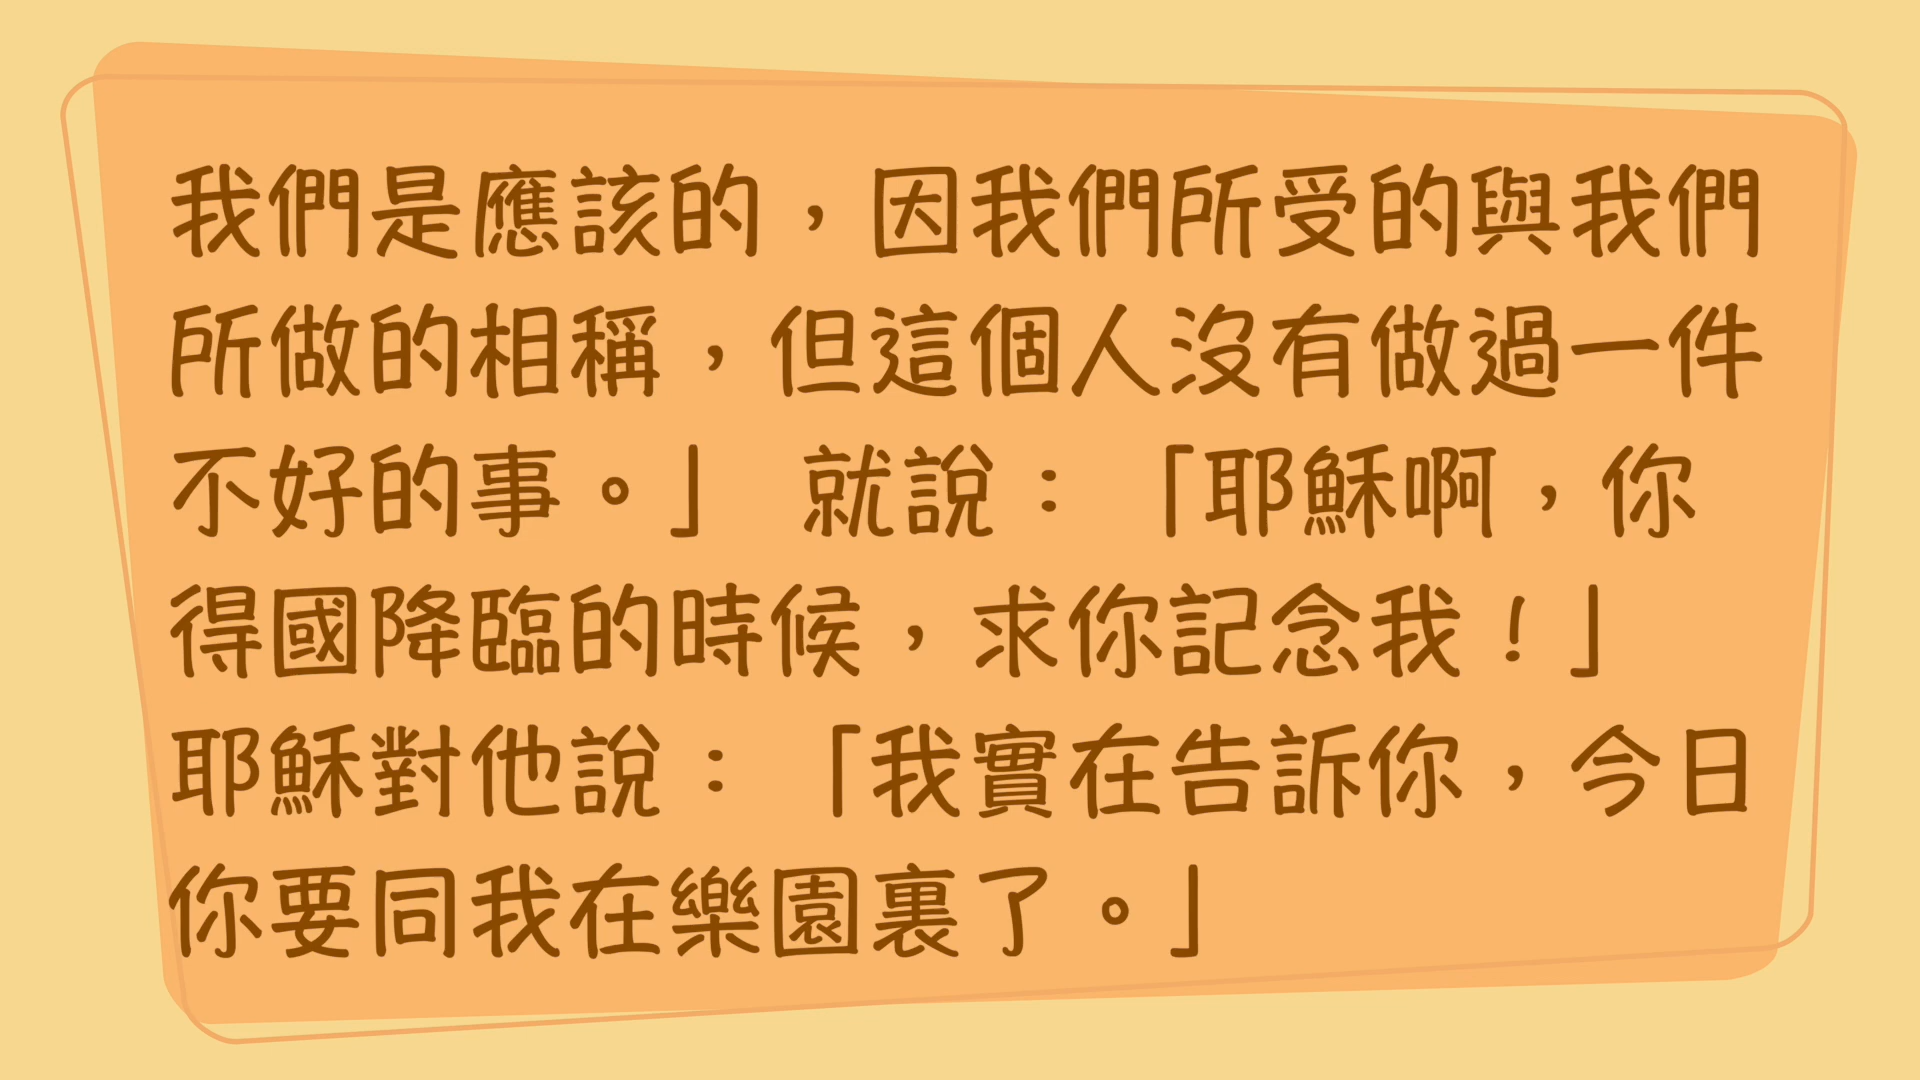 我們是應該的，因我們所受的與我們
所做的相稱，但這個人沒有做過一件
不好的事。」 就說：「耶穌啊，你
得國降臨的時候，求你記念我！」
耶穌對他說：「我實在告訴你，今日
你要同我在樂園裏了。」